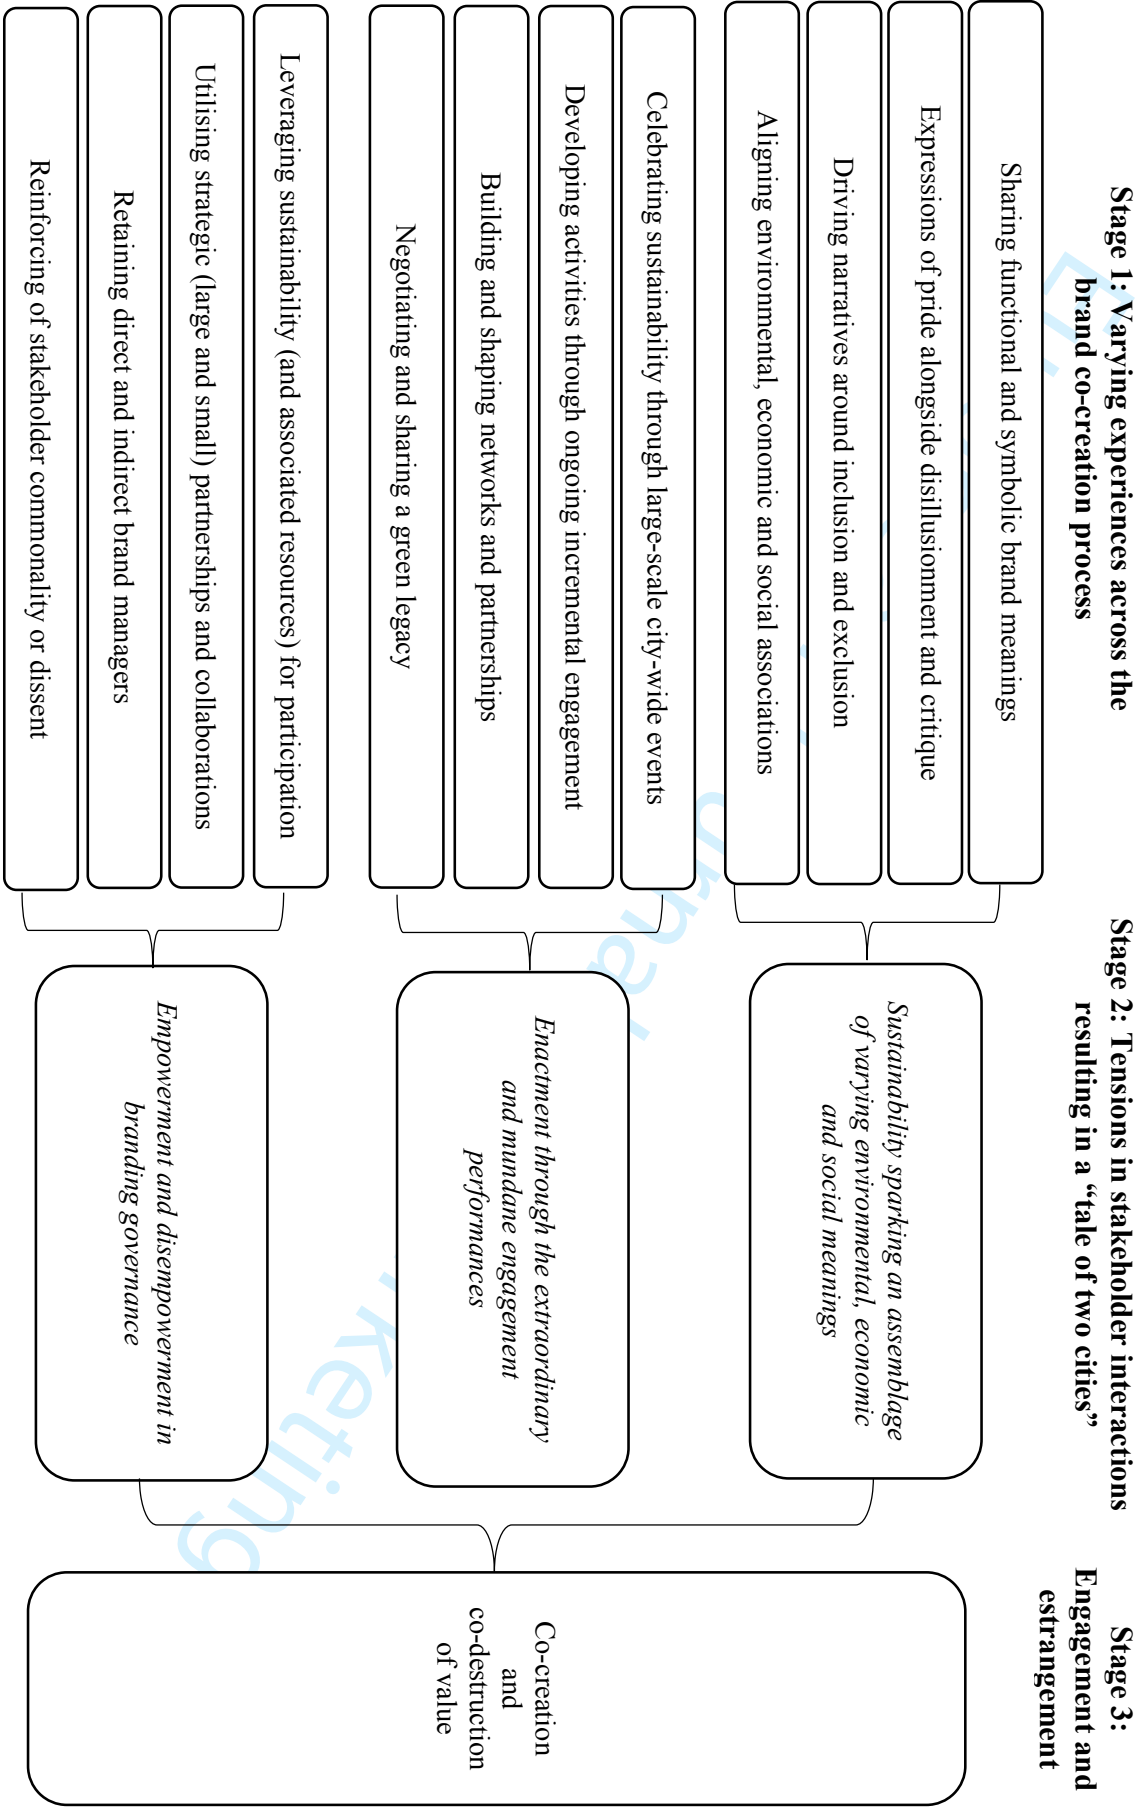 Stage 1: Varying experiences across the
brand co-creation process
Stage 2: Tensions in stakeholder interactions
resulting in a “tale of two cities”
Stage 3:
Engagement and
estrangement
Sharing functional and symbolic brand meanings
Expressions of pride alongside disillusionment and critique
Driving narratives around inclusion and exclusion
Aligning environmental, economic and social associations
Sustainability sparking an assemblage
of varying environmental, economic
and social meanings
Celebrating sustainability through large-scale city-wide events
Developing activities through ongoing incremental engagement
Building and shaping networks and partnerships
Negotiating and sharing a green legacy
Enactment through the extraordinary
and mundane engagement
performances
Leveraging sustainability (and associated resources) for participation
Utilising strategic (large and small) partnerships and collaborations
Retaining direct and indirect brand managers
Reinforcing of stakeholder commonality or dissent
Empowerment and disempowerment in
branding governance
Co-creation
and
co-destruction
of value